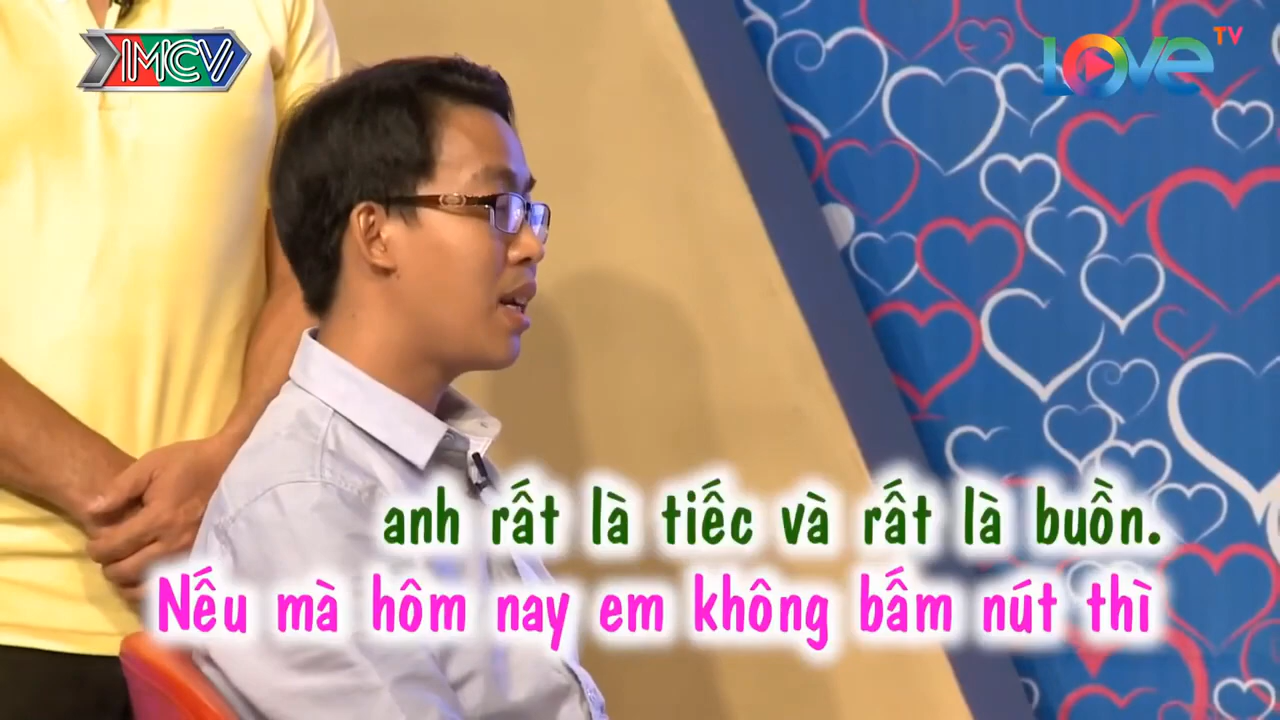 MCV
LOVE TV
anh rất là tiếc và rất là buồn.
Nếu mà hôm nay em không bấm nút thì